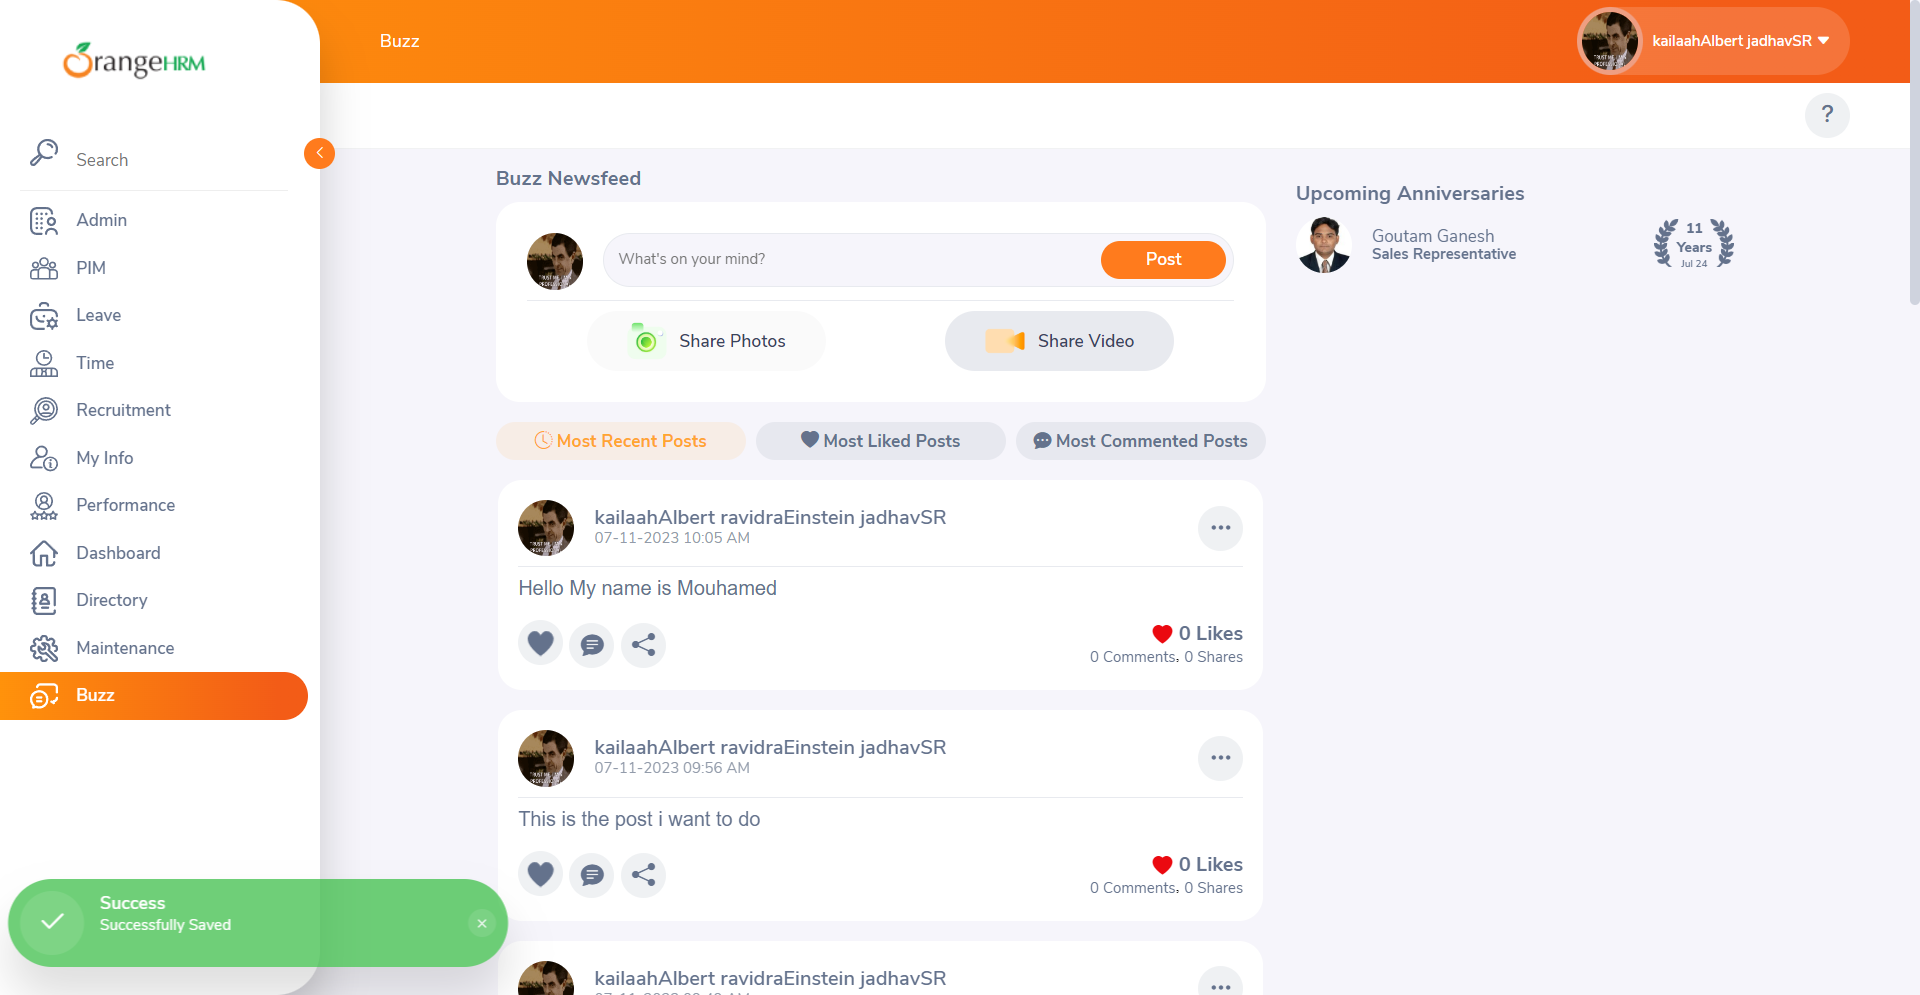 OrangeHRM
Search
Admin
PIM
Leave
Time
Recruitment
My Info
Performance
Dashboard
Directory
Maintenance
Buzz
Buzz
kailaahAlbert jadhavSR
?
Buzz Newsfeed
What's on your mind?
Post
Share Photos
Share Video
Most Recent Posts
Most Liked Posts
Most Commented Posts
kailaahAlbert ravidraEinstein jadhavSR
07-11-2023 10:05 AM
Hello My name is Mouhamed
0 Likes
0 Comments, 0 Shares
kailaahAlbert ravidraEinstein jadhavSR
07-11-2023 09:56 AM
This is the post i want to do
0 Likes
0 Comments, 0 Shares
kailaahAlbert ravidraEinstein jadhavSR
Upcoming Anniversaries
Goutam Ganesh
Sales Representative
11
Years
Jul 24
Success
Successfully Saved